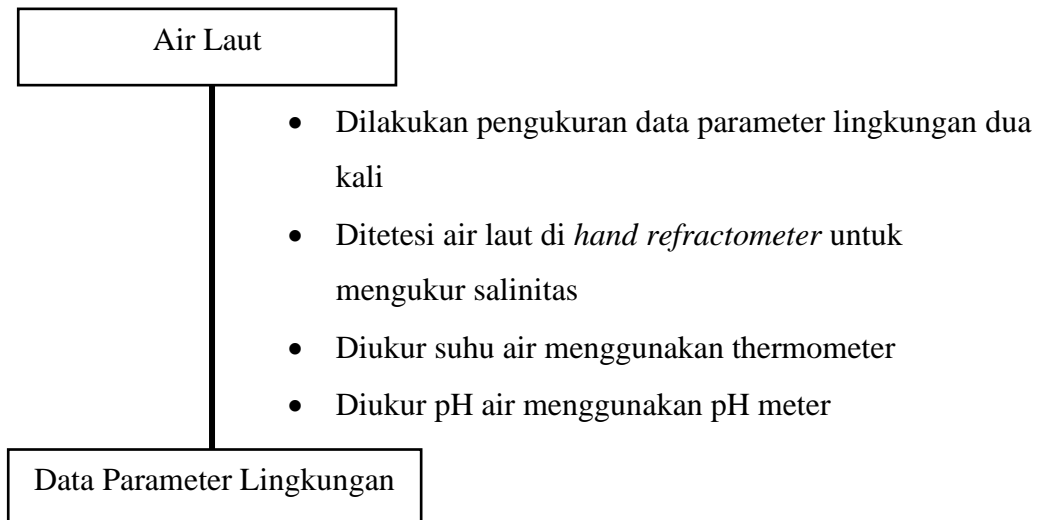 Air Laut
• Dilakukan pengukuran data parameter lingkungan dua
kali
• Ditetesi air laut di hand refractometer untuk
mengukur salinitas
• Diukur suhu air menggunakan thermometer
• Diukur pH air menggunakan pH meter
Data Parameter Lingkungan